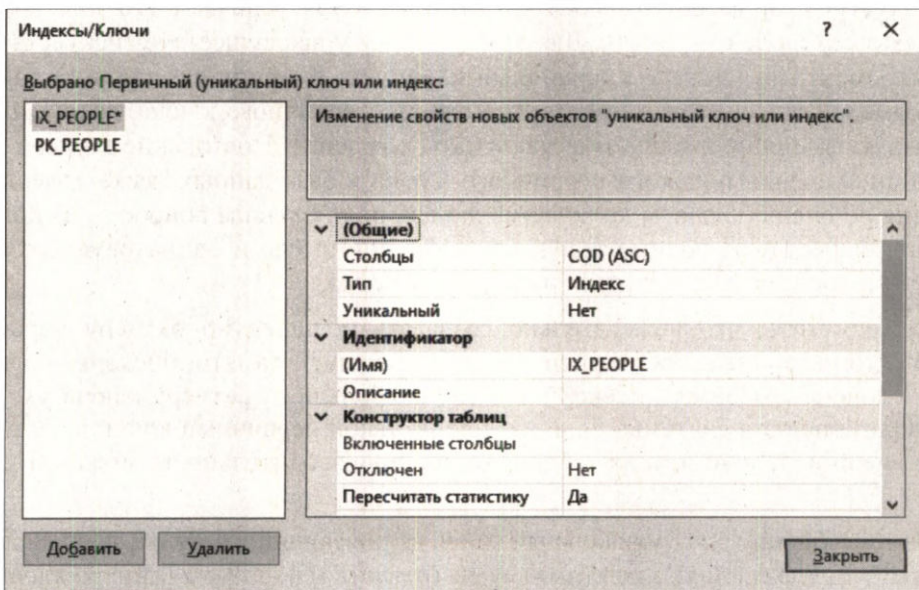 Индексы/Ключи
? ×
Выбрано Первичный (уникальный) ключ или индекс:
IX_PEOPLE*
PK_PEOPLE
Изменение свойств новых объектов "уникальный ключ или индекс".
(Общие)
Столбцы COD (ASC)
Тип Индекс
Уникальный Нет
Идентификатор
(Имя) IX_PEOPLE
Описание
Конструктор таблиц
Включенные столбцы
Отключен Нет
Пересчитать статистику Да
Добавить Удалить
Закрыть